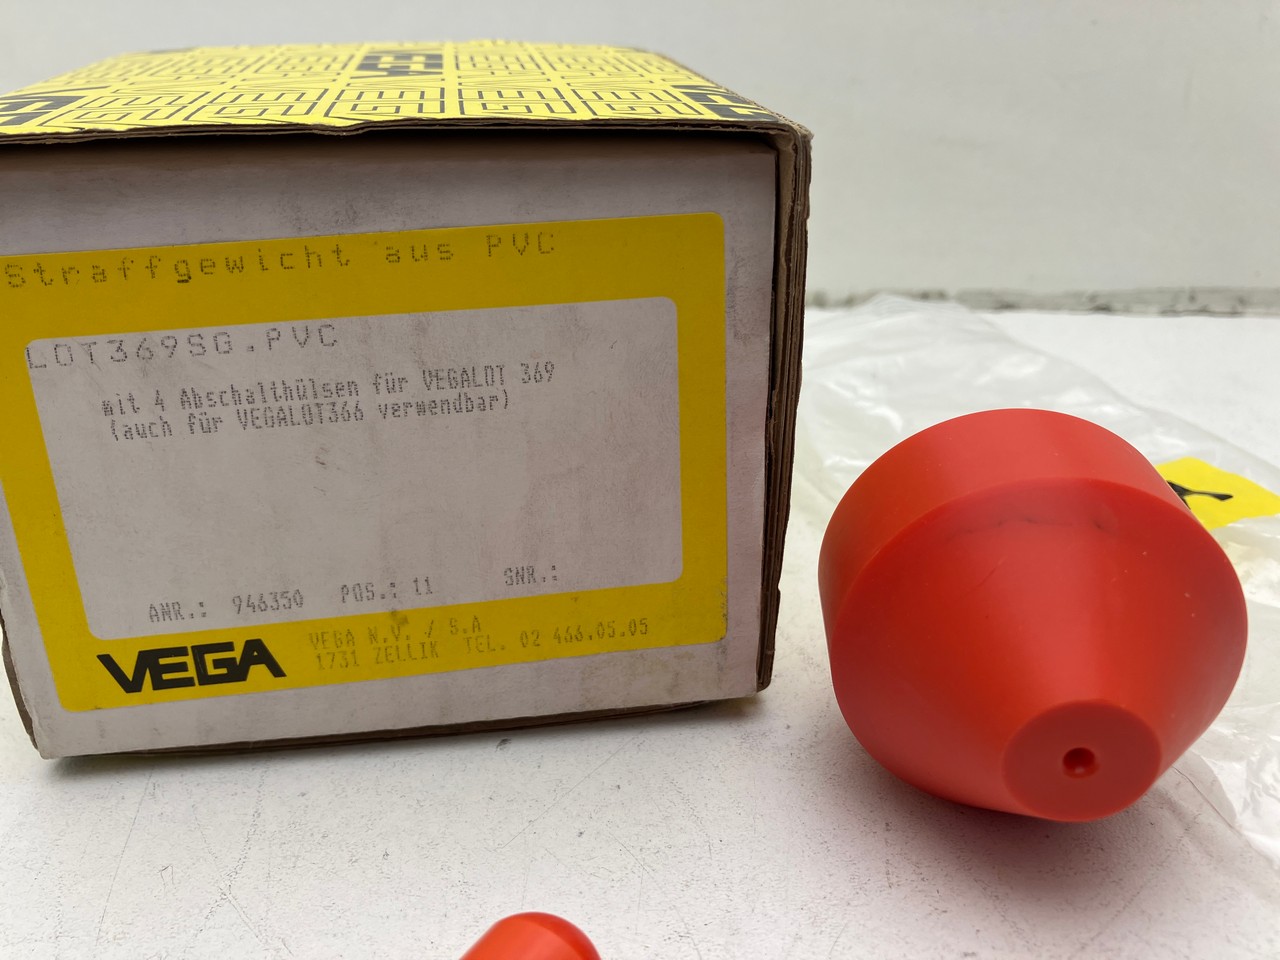 VEGA
Straffgewicht aus PVC
LOT369SG.PVC
mit 4 Abschalthülsen für VEGALOT 369
(auch für VEGALOT366 verwendbar)
ANR.: 946350 POS.: 11 SNR.:
VEGA
VEGA N.V. / S.A
1731 ZELLIK TEL. 02 466.05.05